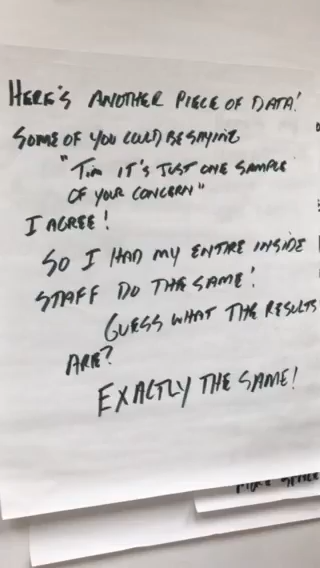 HERE'S ANOTHER PIECE OF DATA!
SOME OF YOU COULD BE SAYING
"TIM IT'S JUST ONE SAMPLE
OF YOUR CONCERN"
I AGREE!
SO I HAD MY ENTIRE INSIDE
STAFF DO THE SAME!
GUESS WHAT THE RESULTS
ARE?
EXACTLY THE SAME!